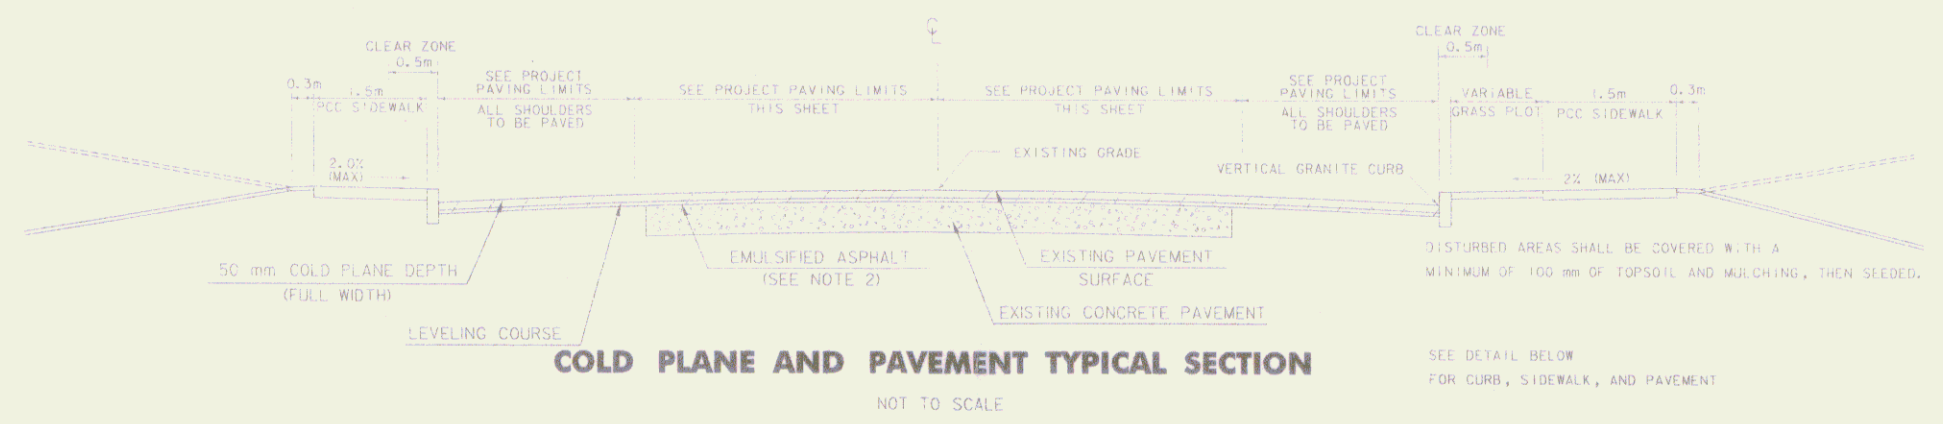 ℄
CLEAR ZONE
0.5m
0.3m
1.5m
PCC SIDEWALK
SEE PROJECT
PAVING LIMITS
ALL SHOULDERS
TO BE PAVED
SEE PROJECT PAVING LIMITS
THIS SHEET
SEE PROJECT PAVING LIMITS
THIS SHEET
SEE PROJECT
PAVING LIMITS
ALL SHOULDERS
TO BE PAVED
CLEAR ZONE
0.5m
VARIABLE
GRASS PLOT
1.5m
PCC SIDEWALK
0.3m
2.0%
(MAX)
EXISTING GRADE
VERTICAL GRANITE CURB
2% (MAX)
50 mm COLD PLANE DEPTH
(FULL WIDTH)
LEVELING COURSE
EMULSIFIED ASPHALT
(SEE NOTE 2)
EXISTING PAVEMENT
SURFACE
EXISTING CONCRETE PAVEMENT
DISTURBED AREAS SHALL BE COVERED WITH A
MINIMUM OF 100 mm OF TOPSOIL AND MULCHING, THEN SEEDED.
COLD PLANE AND PAVEMENT TYPICAL SECTION
NOT TO SCALE
SEE DETAIL BELOW
FOR CURB, SIDEWALK, AND PAVEMENT